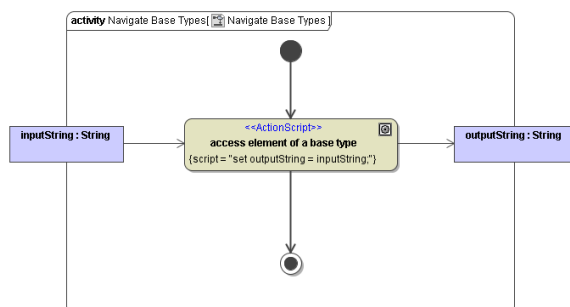 activity Navigate Base Types[ Navigate Base Types ]
inputString : String
<<ActionScript>>
access element of a base type
{script = "set outputString = inputString;"}
outputString : String